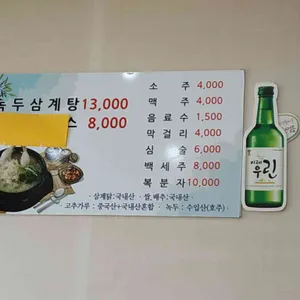 녹두삼계탕 13,000
스 8,000
소 주 4,000
맥 주 4,000
음료수 1,500
막걸리 4,000
심 술 6,000
백세주 8,000
복분자 10,000
· 삼계닭:국내산 · 쌀,배추:국내산
· 고추가루 : 중국산+국내산혼합 · 녹두 : 수입산(호주)
우린